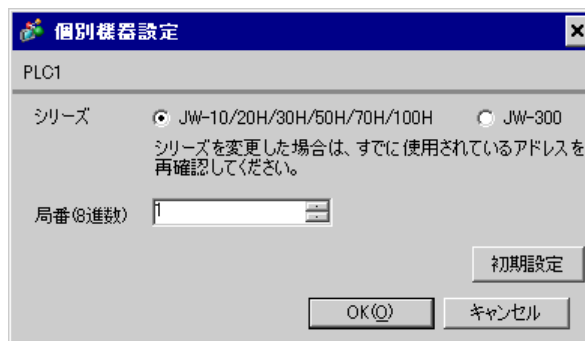 個別機器設定
PLC1
シリーズ
JW-10/20H/30H/50H/70H/100H
JW-300
シリーズを変更した場合は、すでに使用されているアドレスを
再確認してください。
局番(8進数)
1
初期設定
OK(O)
キャンセル